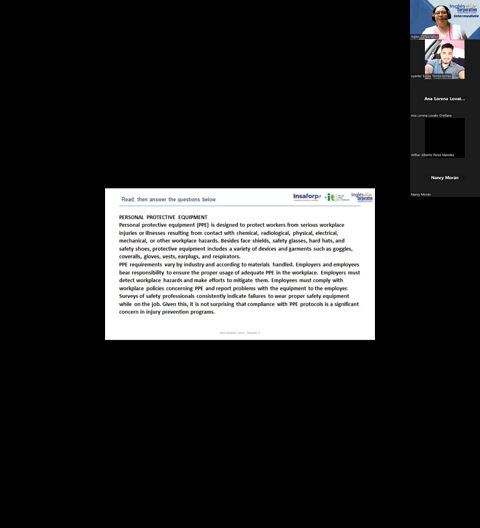 Read, then answer the questions below.
Insaforp
PERSONAL PROTECTIVE EQUIPMENT
Personal protective equipment (PPE) is designed to protect workers from serious workplace
injuries or illnesses resulting from contact with chemical, radiological, physical, electrical,
mechanical, or other workplace hazards. Besides face shields, safety glasses, hard hats, and
safety shoes, protective equipment includes a variety of devices and garments such as goggles,
coveralls, gloves, vests, earplugs, and respirators.
PPE requirements vary by industry and according to materials handled. Employers and employees
bear responsibility to ensure the proper usage of adequate PPE in the workplace. Employers must
detect workplace hazards and make efforts to mitigate them. Employees must comply with
workplace policies concerning PPE and report problems with the equipment to the employer.
Surveys of safety professionals consistently indicate failures to wear proper safety equipment
while on the job. Given this, it is not surprising that compliance with PPE protocols is a significant
concern in injury prevention programs.
Inglés
Corporativo
Intermediate
Ana Lorena Lovat...
Nancy Morán
Nancy Morán